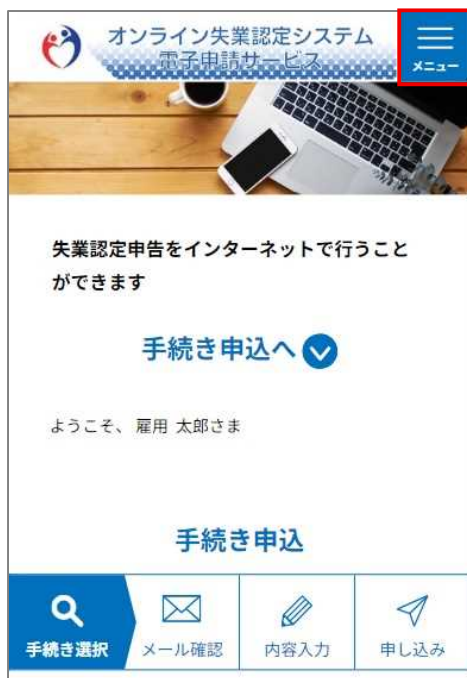 オンライン失業認定システム
電子申請サービス
メニュー
失業認定申告をインターネットで行うこと
ができます
手続き申込へ
ようこそ、 雇用 太郎さま
手続き申込
手続き選択
メール確認
内容入力
申し込み